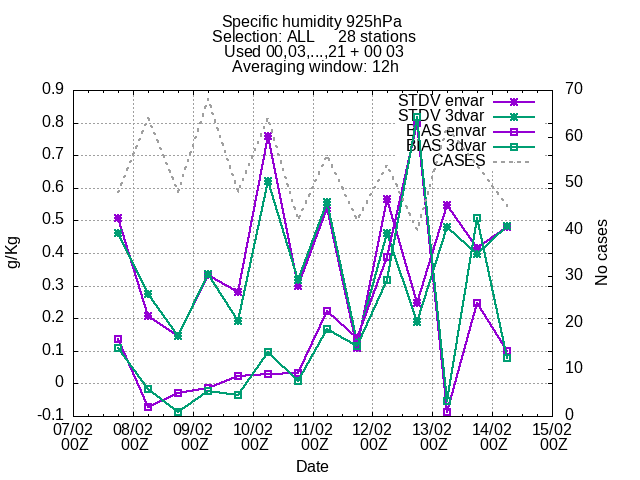 Specific humidity 925hPa
Selection: ALL 28 stations
Used 00,03,...,21 + 00 03
Averaging window: 12h
0.9
0.8
0.7
0.6
0.5
0.4
0.3
0.2
0.1
0
-0.1
g/Kg
70
60
50
40
30
20
10
0
No cases
STDV envar
STDV 3dvar
BIAS envar
BIAS 3dvar
CASES
07/02 08/02 09/02 10/02 11/02 12/02 13/02 14/02 15/02
00Z 00Z 00Z 00Z 00Z 00Z 00Z 00Z 00Z
Date